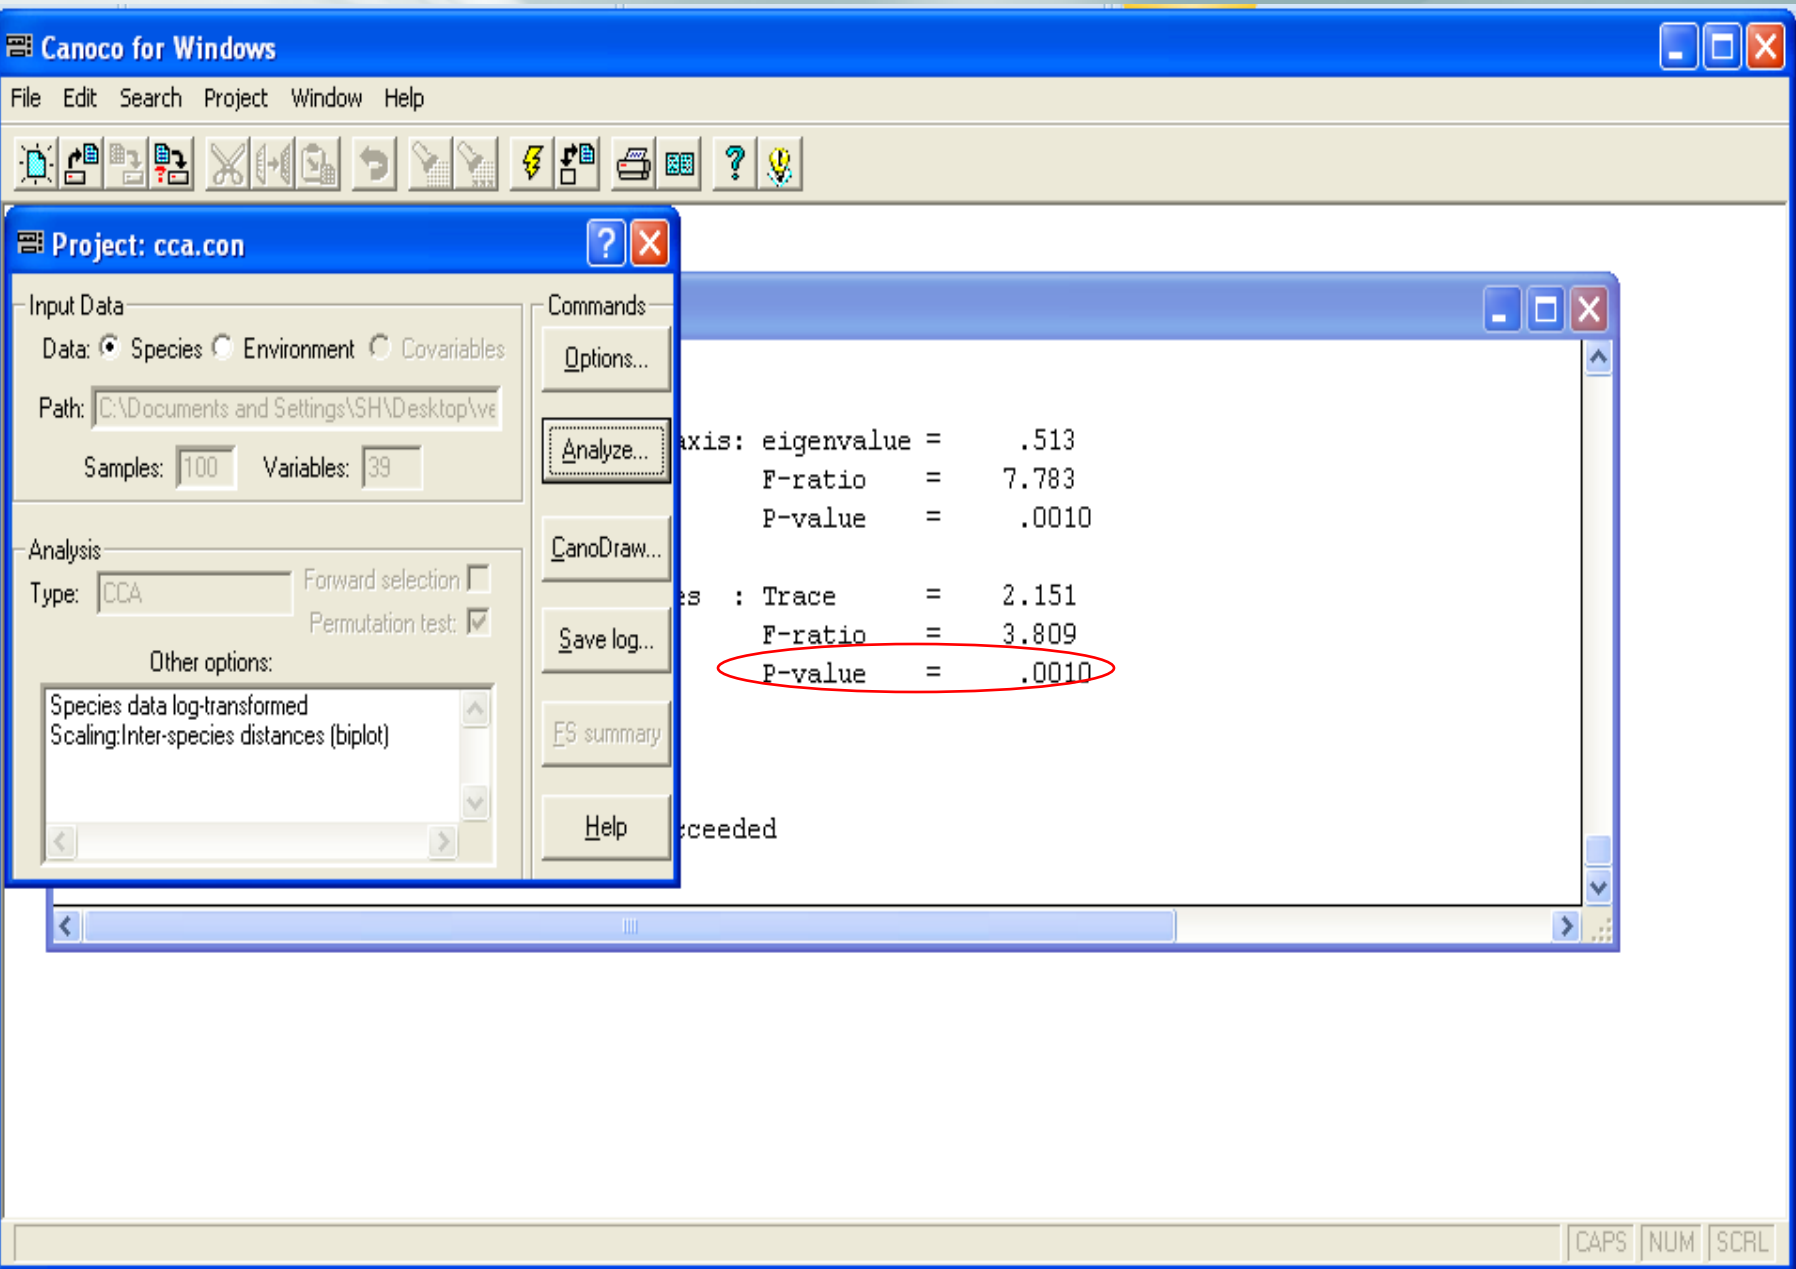 Canoco for Windows
File Edit Search Project Window Help
Project: cca.con
Input Data
Data: Species Environment Covariables
Path: C:\Documents and Settings\SH\Desktop\ve
Samples: 100 Variables: 39
Analysis
Type: CCA Forward selection
Permutation test:
Other options:
Species data log-transformed
Scaling:Inter-species distances (biplot)
Commands
Options...
Analyze...
CanoDraw...
Save log...
FS summary
Help
axis: eigenvalue = .513
F-ratio = 7.783
P-value = .0010
es : Trace = 2.151
F-ratio = 3.809
P-value = .0010
cceeded
CAPS NUM SCRL